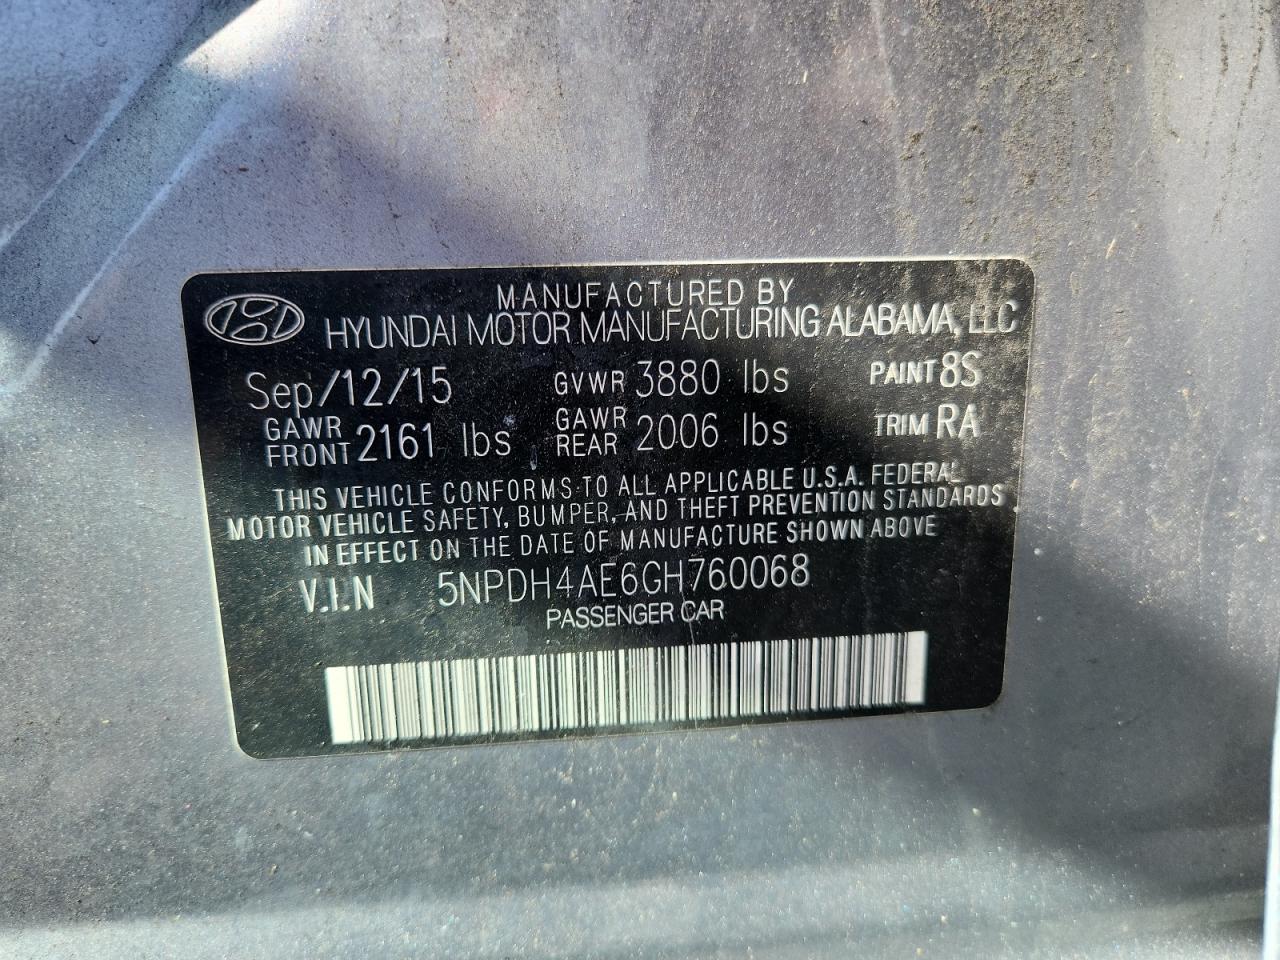 MANUFACTURED BY
HYUNDAI MOTOR MANUFACTURING ALABAMA, LLC
Sep/12/15 GVWR 3880 lbs PAINT 8S
GAWR FRONT 2161 lbs GAWR REAR 2006 lbs TRIM RA
THIS VEHICLE CONFORMS TO ALL APPLICABLE U.S.A. FEDERAL
MOTOR VEHICLE SAFETY, BUMPER, AND THEFT PREVENTION STANDARDS
IN EFFECT ON THE DATE OF MANUFACTURE SHOWN ABOVE
V.I.N 5NPDH4AE6GH760068
PASSENGER CAR